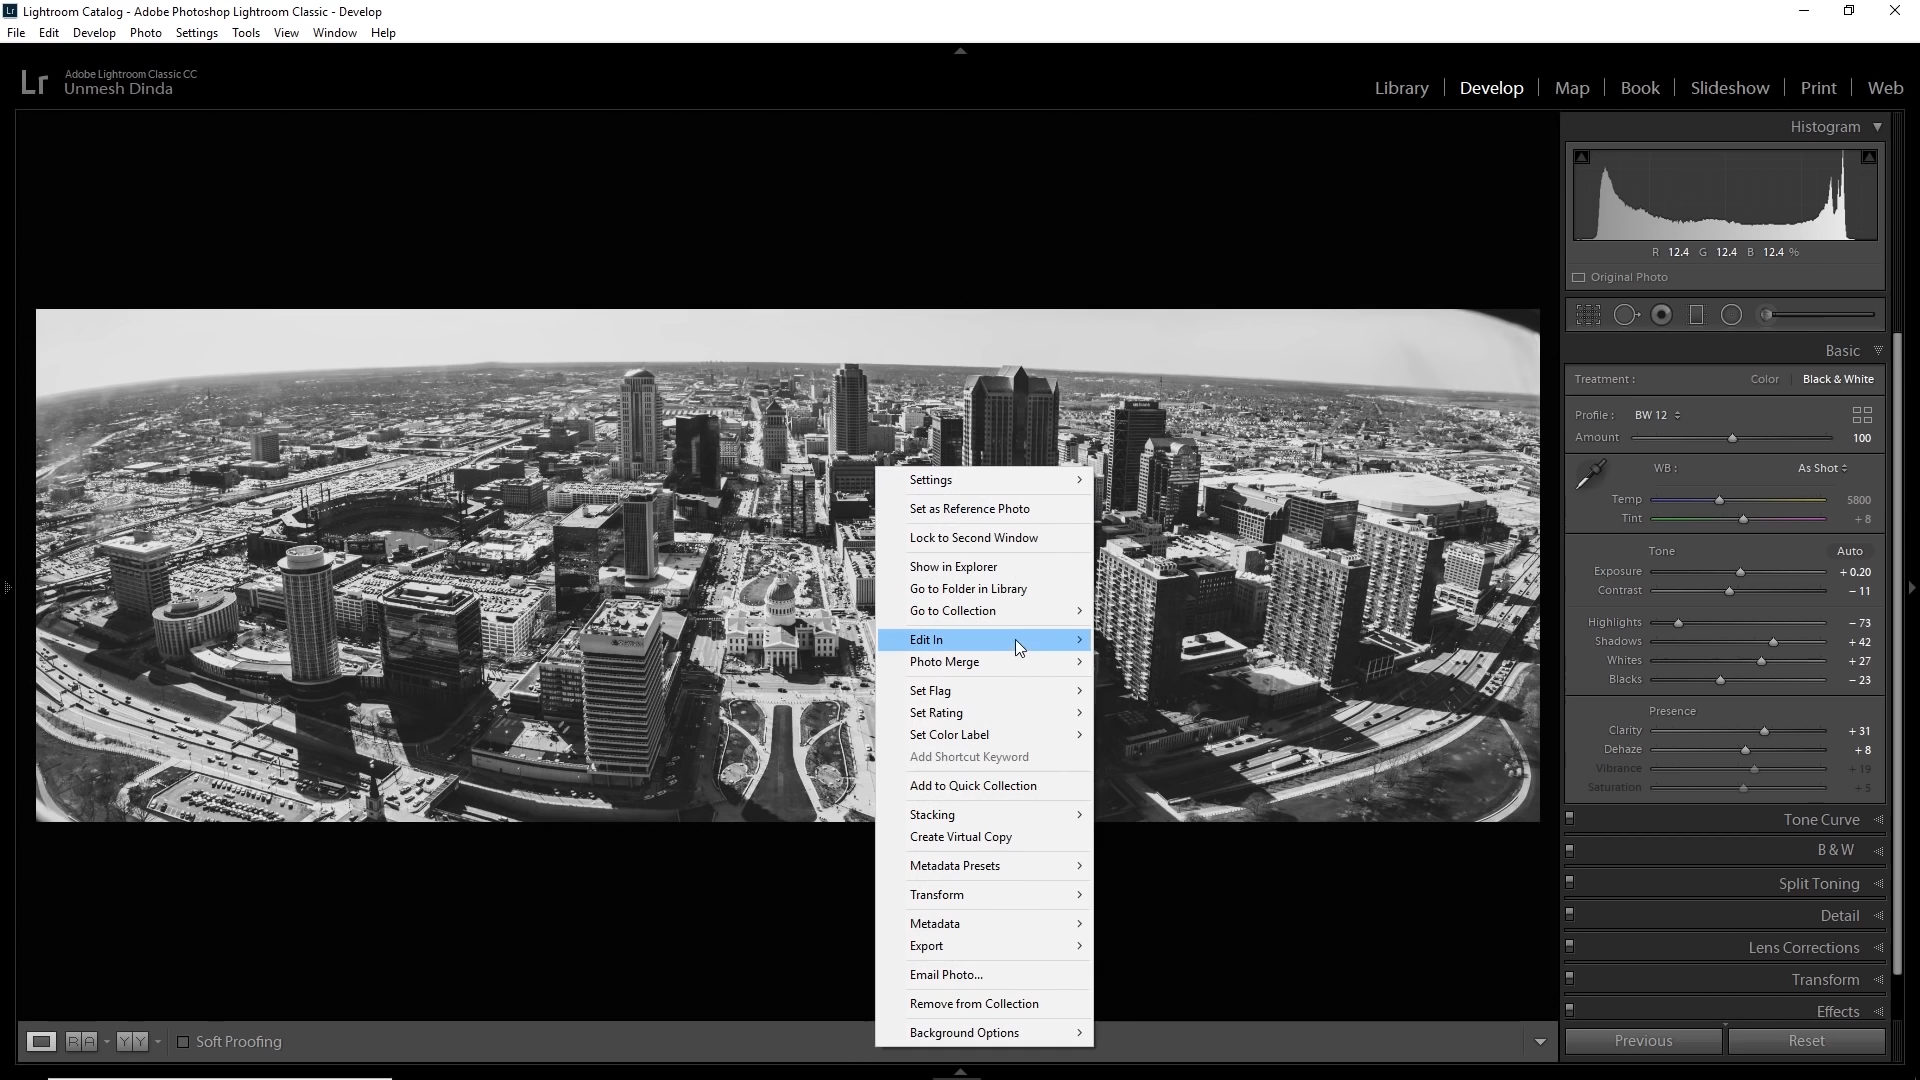 Lightroom Catalog - Adobe Photoshop Lightroom Classic - Develop
File Edit Develop Photo Settings Tools View Window Help
Lr Adobe Lightroom Classic CC
Unmesh Dinda
Library Develop Map Book Slideshow Print Web
Histogram
R 12.4 G 12.4 B 12.4 %
Original Photo
Basic
Treatment : Color Black & White
Profile : BW 12
Amount 100
WB : As Shot
Temp 5800
Tint + 8
Tone Auto
Exposure + 0.20
Contrast – 11
Highlights – 73
Shadows + 42
Whites + 27
Blacks – 23
Presence
Clarity + 31
Dehaze + 8
Vibrance + 19
Saturation + 5
Tone Curve
B & W
Split Toning
Detail
Lens Corrections
Transform
Effects
Previous Reset
Settings
Set as Reference Photo
Lock to Second Window
Show in Explorer
Go to Folder in Library
Go to Collection
Edit In
Photo Merge
Set Flag
Set Rating
Set Color Label
Add Shortcut Keyword
Add to Quick Collection
Stacking
Create Virtual Copy
Metadata Presets
Transform
Metadata
Export
Email Photo...
Remove from Collection
Background Options
R A Y Y Soft Proofing